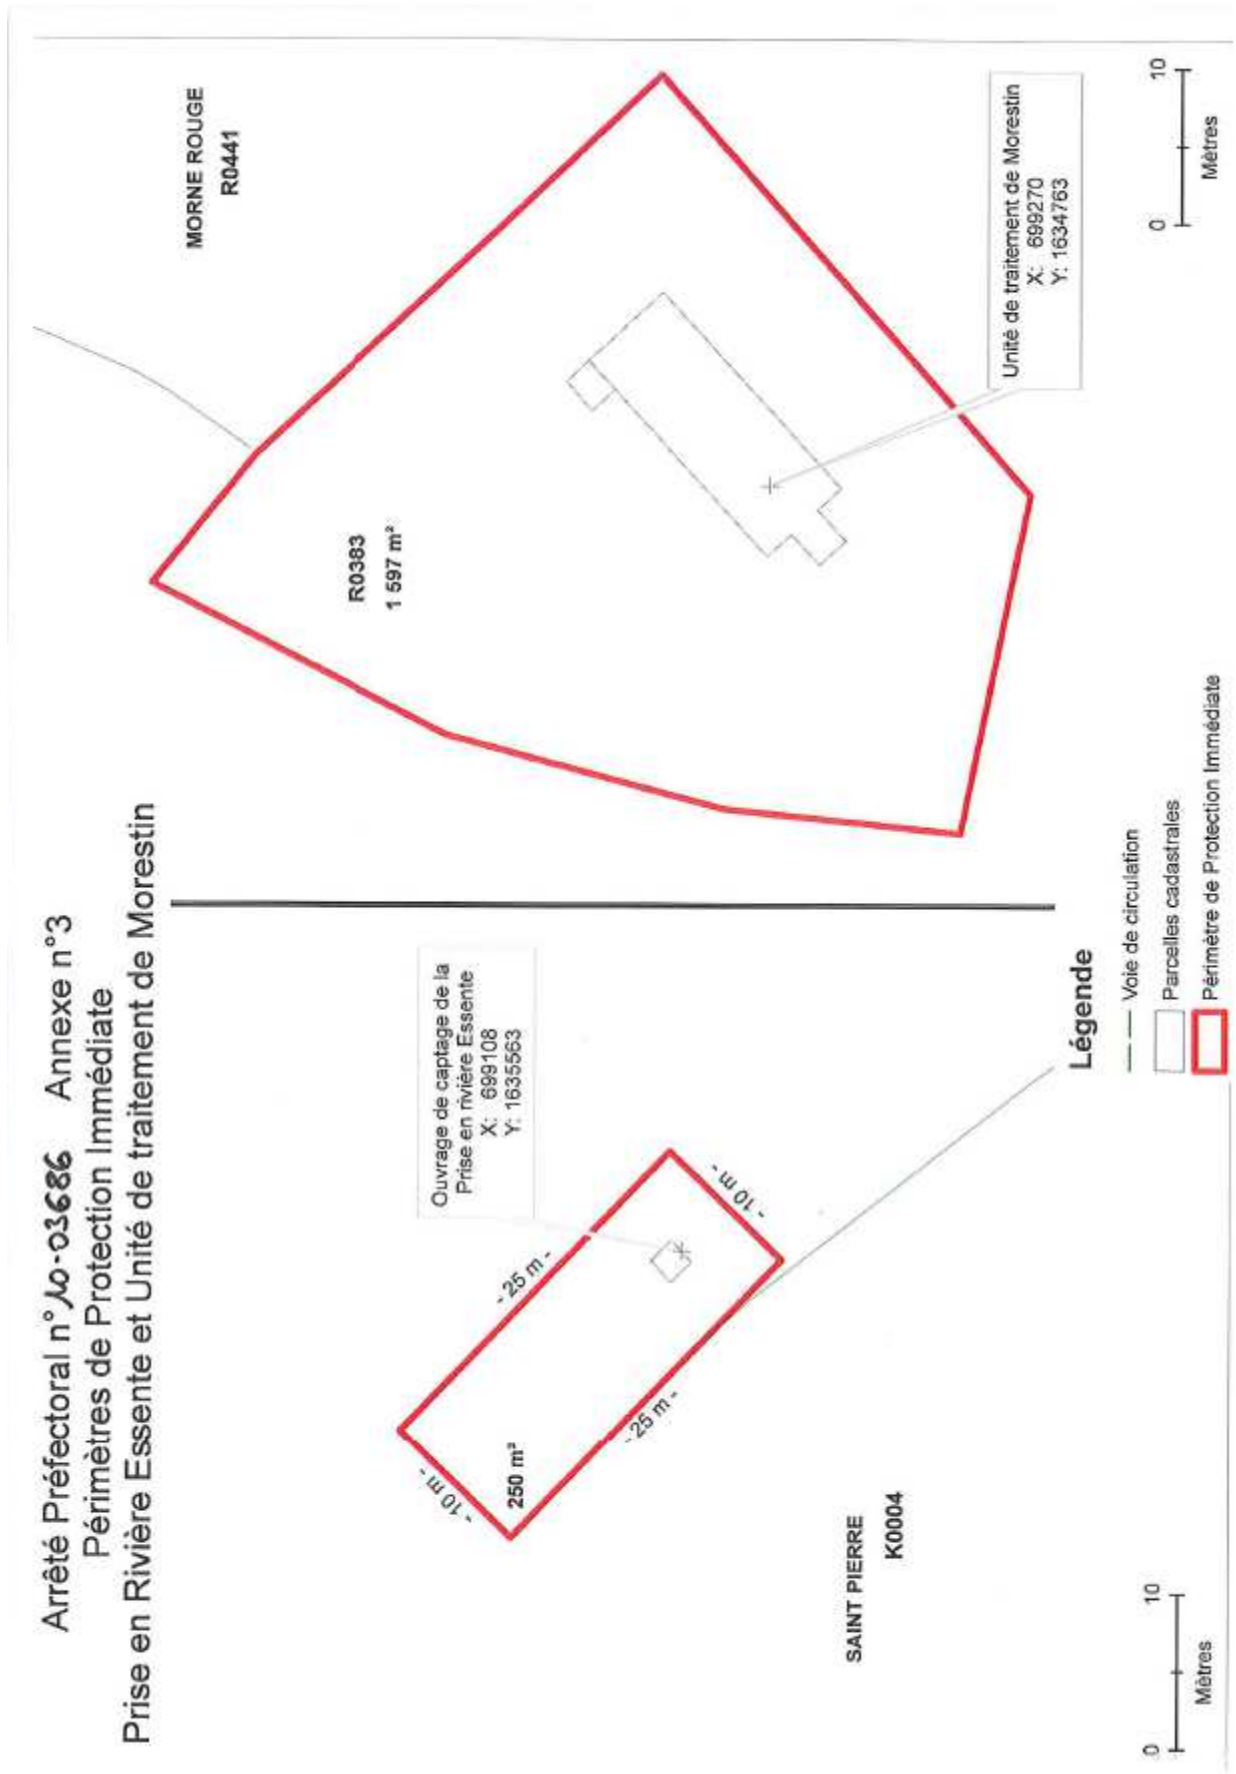 Arrêté Préfectoral n° 10-03686 Annexe n°3
Périmètres de Protection Immédiate
Prise en Rivière Essente et Unité de traitement de Morestin
Ouvrage de captage de la
Prise en rivière Essente
X: 699108
Y: 1635563
- 25 m -
- 10 m -
- 10 m -
250 m²
- 25 m -
SAINT PIERRE
K0004
0 10
Mètres
MORNE ROUGE
R0441
R0383
1 597 m²
Unité de traitement de Morestin
X: 699270
Y: 1634763
0 10
Mètres
Légende
Voie de circulation
Parcelles cadastrales
Périmètre de Protection Immédiate